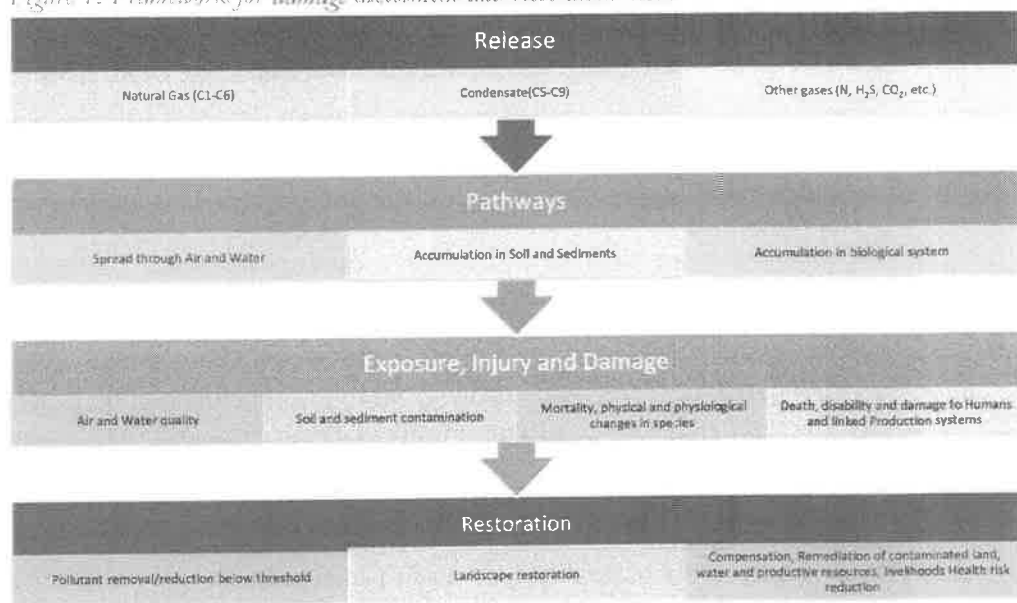 for damage
Release
Natural Gas (C1-C6)
Condensate(C5-C9)
Other gases (N, H₂S, CO₂, etc.)
Pathways
Spread through Air and Water
Accumulation in Soil and Sediments
Accumulation in biological system
Exposure, Injury and Damage
Air and Water quality
Soil and sediment contamination
Mortality, physical and physiological
changes in species
Death, disability and damage to Humans
and linked Production systems
Restoration
Pollutant removal/reduction below threshold
Landscape restoration
Compensation, Remediation of contaminated land,
water and productive resources, livelihoods Health risk
reduction